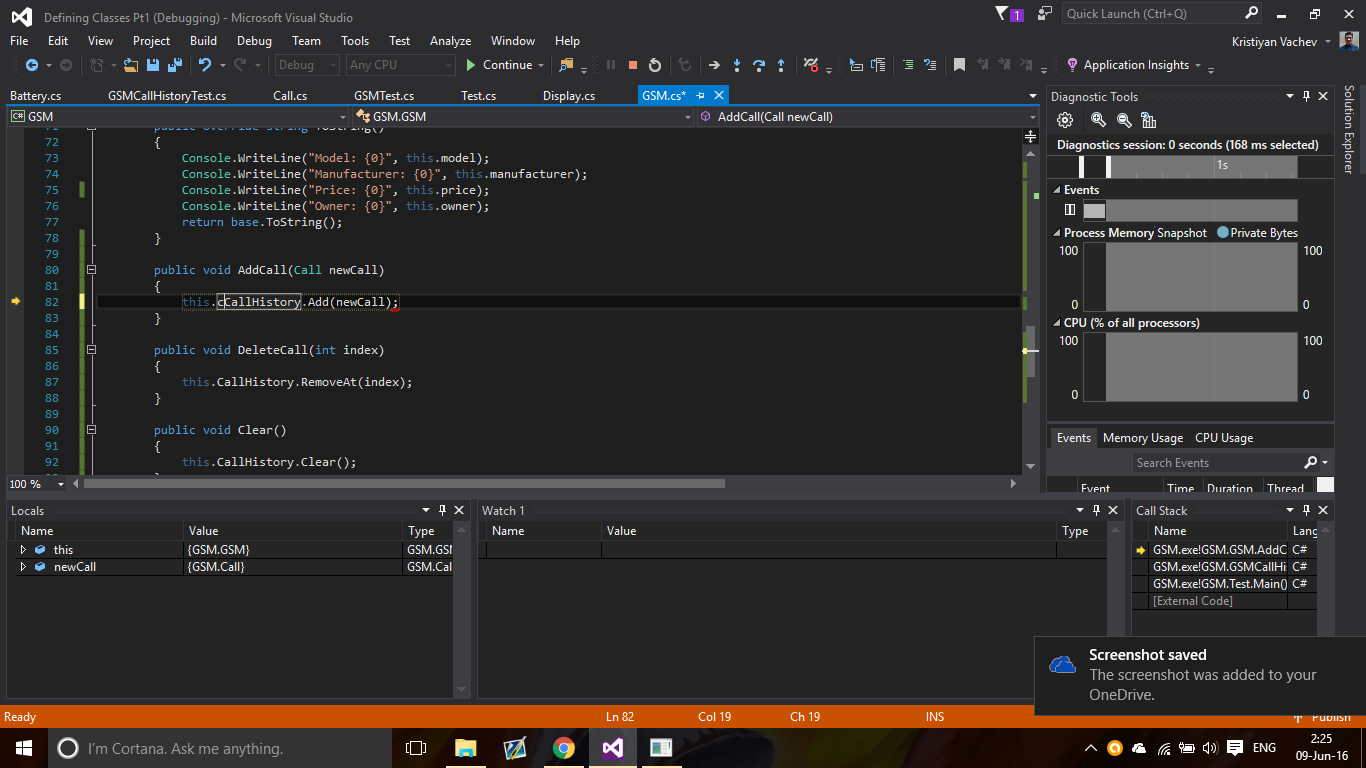 Defining Classes Pt1 (Debugging) - Microsoft Visual Studio
1
Quick Launch (Ctrl+Q)
File Edit View Project Build Debug Team Tools Test Analyze Window Help
Kristiyan Vachev
Debug Any CPU Continue Application Insights
Battery.cs GSMCallHistoryTest.cs Call.cs GSMTest.cs Test.cs Display.cs GSM.cs*
C# GSM GSM.GSM AddCall(Call newCall)
71 public override string ToString()
72 {
73 Console.WriteLine("Model: {0}", this.model);
74 Console.WriteLine("Manufacturer: {0}", this.manufacturer);
75 Console.WriteLine("Price: {0}", this.price);
76 Console.WriteLine("Owner: {0}", this.owner);
77 return base.ToString();
78 }
79
80 public void AddCall(Call newCall)
81 {
82 this.cCallHistory.Add(newCall);
83 }
84
85 public void DeleteCall(int index)
86 {
87 this.CallHistory.RemoveAt(index);
88 }
89
90 public void Clear()
91 {
92 this.CallHistory.Clear();
100 %
Diagnostic Tools
Diagnostics session: 0 seconds (168 ms selected)
1s
Events
Process Memory Snapshot Private Bytes
100 100
0 0
CPU (% of all processors)
100 100
0 0
Events Memory Usage CPU Usage
Search Events
Event Time Duration Thread
Solution Explorer
Locals
Name Value Type
this {GSM.GSM} GSM.GSM
newCall {GSM.Call} GSM.Cal
Watch 1
Name Value Type
Call Stack
Name Lang
GSM.exe!GSM.GSM.AddC C#
GSM.exe!GSM.GSMCallHi C#
GSM.exe!GSM.Test.Main() C#
[External Code]
Screenshot saved
The screenshot was added to your
OneDrive.
Ready Ln 82 Col 19 Ch 19 INS Publish
I'm Cortana. Ask me anything.
ENG
2:25
09-Jun-16